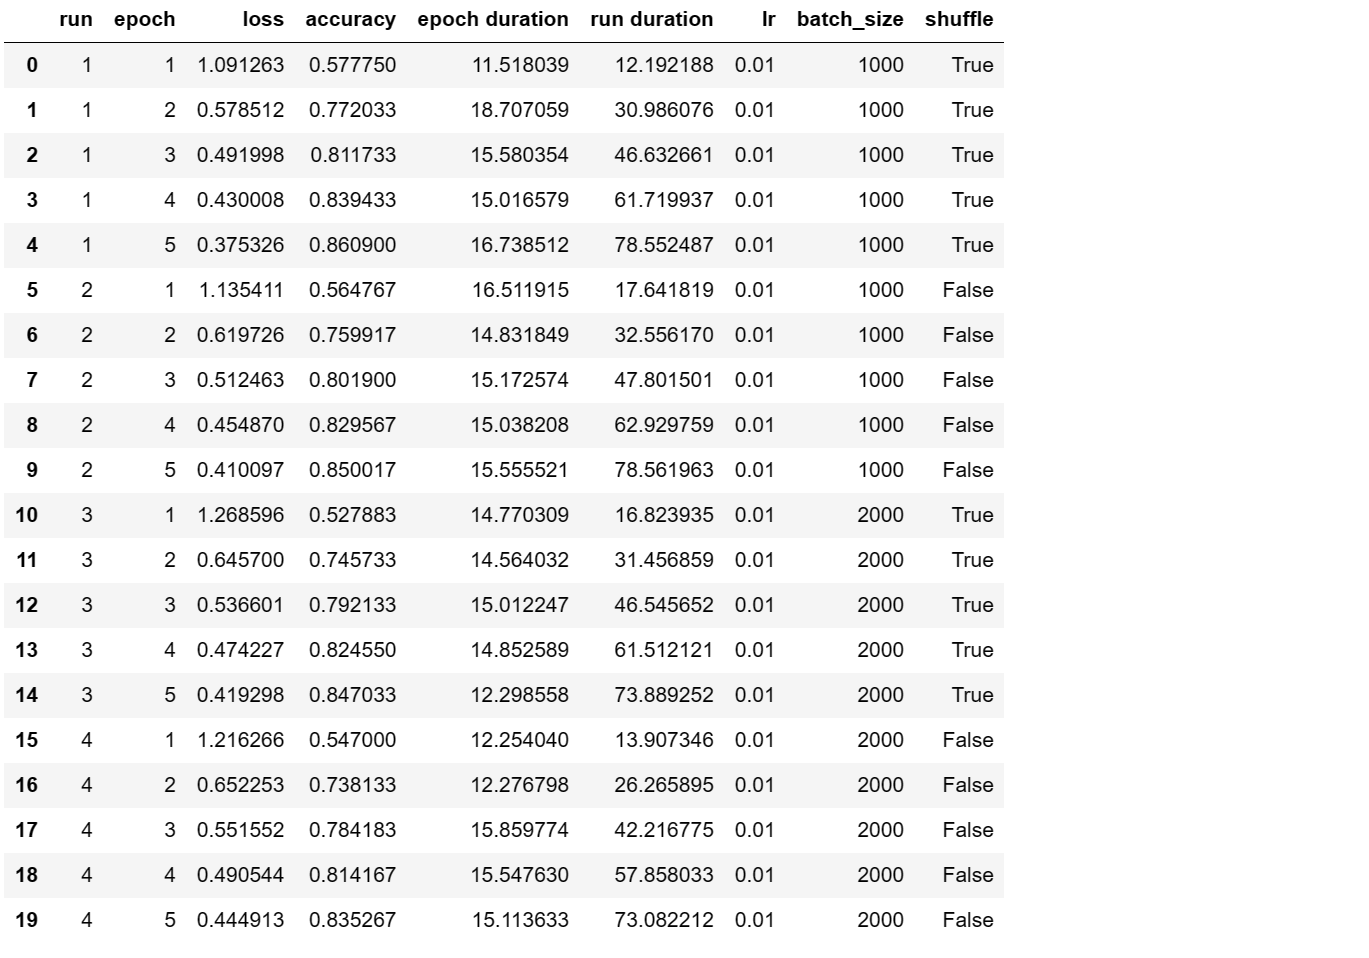 run epoch loss accuracy epoch duration run duration lr batch_size shuffle
0 1 1 1.091263 0.577750 11.518039 12.192188 0.01 1000 True
1 1 2 0.578512 0.772033 18.707059 30.986076 0.01 1000 True
2 1 3 0.491998 0.811733 15.580354 46.632661 0.01 1000 True
3 1 4 0.430008 0.839433 15.016579 61.719937 0.01 1000 True
4 1 5 0.375326 0.860900 16.738512 78.552487 0.01 1000 True
5 2 1 1.135411 0.564767 16.511915 17.641819 0.01 1000 False
6 2 2 0.619726 0.759917 14.831849 32.556170 0.01 1000 False
7 2 3 0.512463 0.801900 15.172574 47.801501 0.01 1000 False
8 2 4 0.454870 0.829567 15.038208 62.929759 0.01 1000 False
9 2 5 0.410097 0.850017 15.555521 78.561963 0.01 1000 False
10 3 1 1.268596 0.527883 14.770309 16.823935 0.01 2000 True
11 3 2 0.645700 0.745733 14.564032 31.456859 0.01 2000 True
12 3 3 0.536601 0.792133 15.012247 46.545652 0.01 2000 True
13 3 4 0.474227 0.824550 14.852589 61.512121 0.01 2000 True
14 3 5 0.419298 0.847033 12.298558 73.889252 0.01 2000 True
15 4 1 1.216266 0.547000 12.254040 13.907346 0.01 2000 False
16 4 2 0.652253 0.738133 12.276798 26.265895 0.01 2000 False
17 4 3 0.551552 0.784183 15.859774 42.216775 0.01 2000 False
18 4 4 0.490544 0.814167 15.547630 57.858033 0.01 2000 False
19 4 5 0.444913 0.835267 15.113633 73.082212 0.01 2000 False